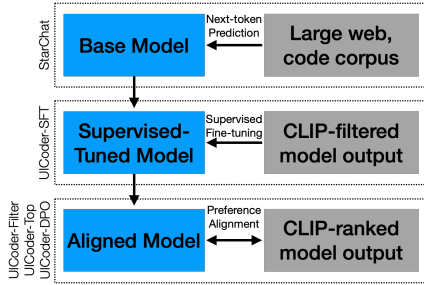 StarChat
Base Model
Next-token
Prediction
Large web,
code corpus
UICoder-SFT
Supervised-
Tuned Model
Supervised
Fine-tuning
CLIP-filtered
model output
UICoder-Filter
UICoder-Top
UICoder-DPO
Aligned Model
Preference
Alignment
CLIP-ranked
model output